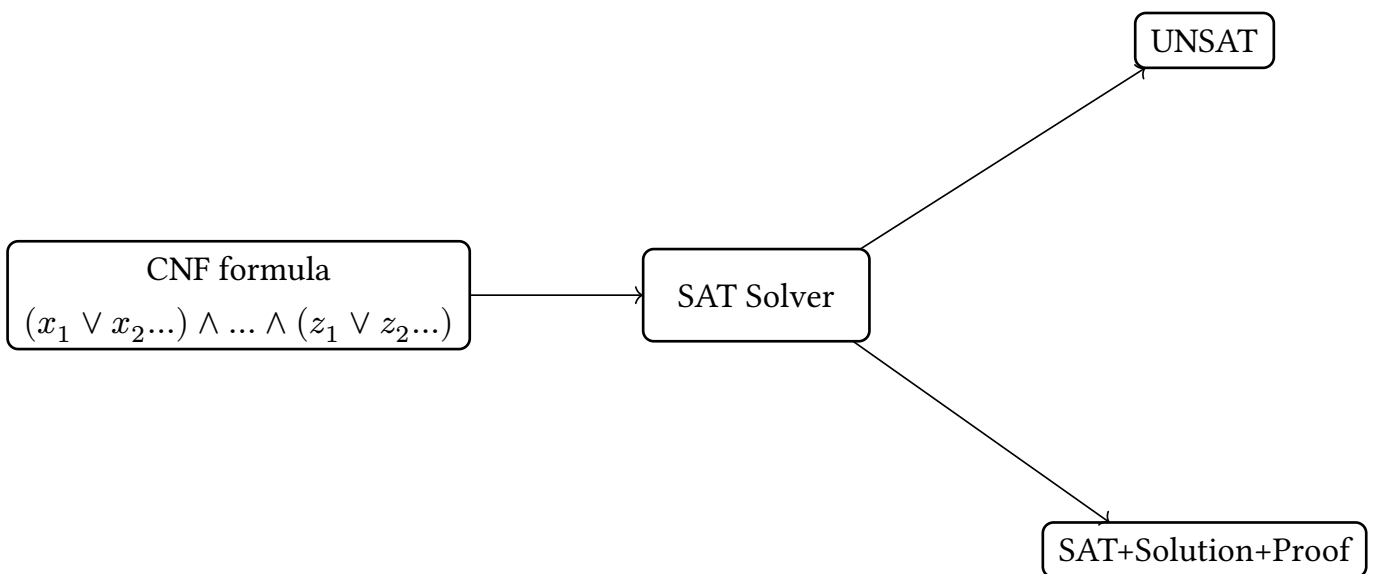 UNSAT
CNF formula
(x₁ ∨ x₂...) ∧ ... ∧ (z₁ ∨ z₂...)
SAT Solver
SAT+Solution+Proof